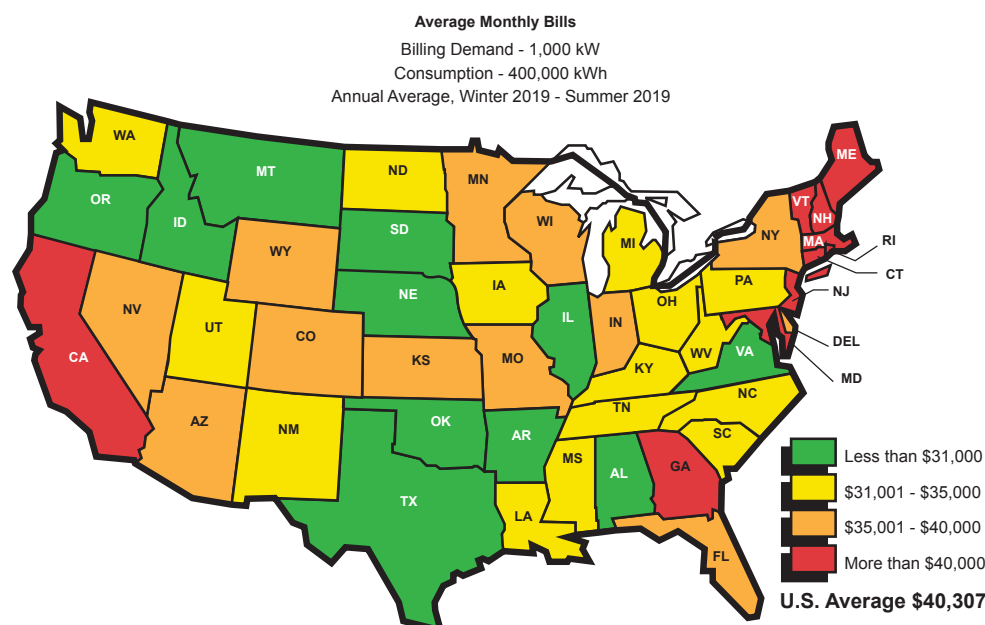 Average Monthly Bills
Billing Demand - 1,000 kW
Consumption - 400,000 kWh
Annual Average, Winter 2019 - Summer 2019
WA
MT
ND
MN
ME
OR
ID
SD
WI
MI
VT
NH
NY
MA
RI
WY
CT
NE
IA
PA
NJ
NV
UT
CO
IL
IN
OH
DEL
CA
KS
MO
KY
WV
VA
MD
AZ
NM
OK
AR
TN
NC
SC
TX
LA
MS
AL
GA
FL
Less than $31,000
$31,001 - $35,000
$35,001 - $40,000
More than $40,000
U.S. Average $40,307